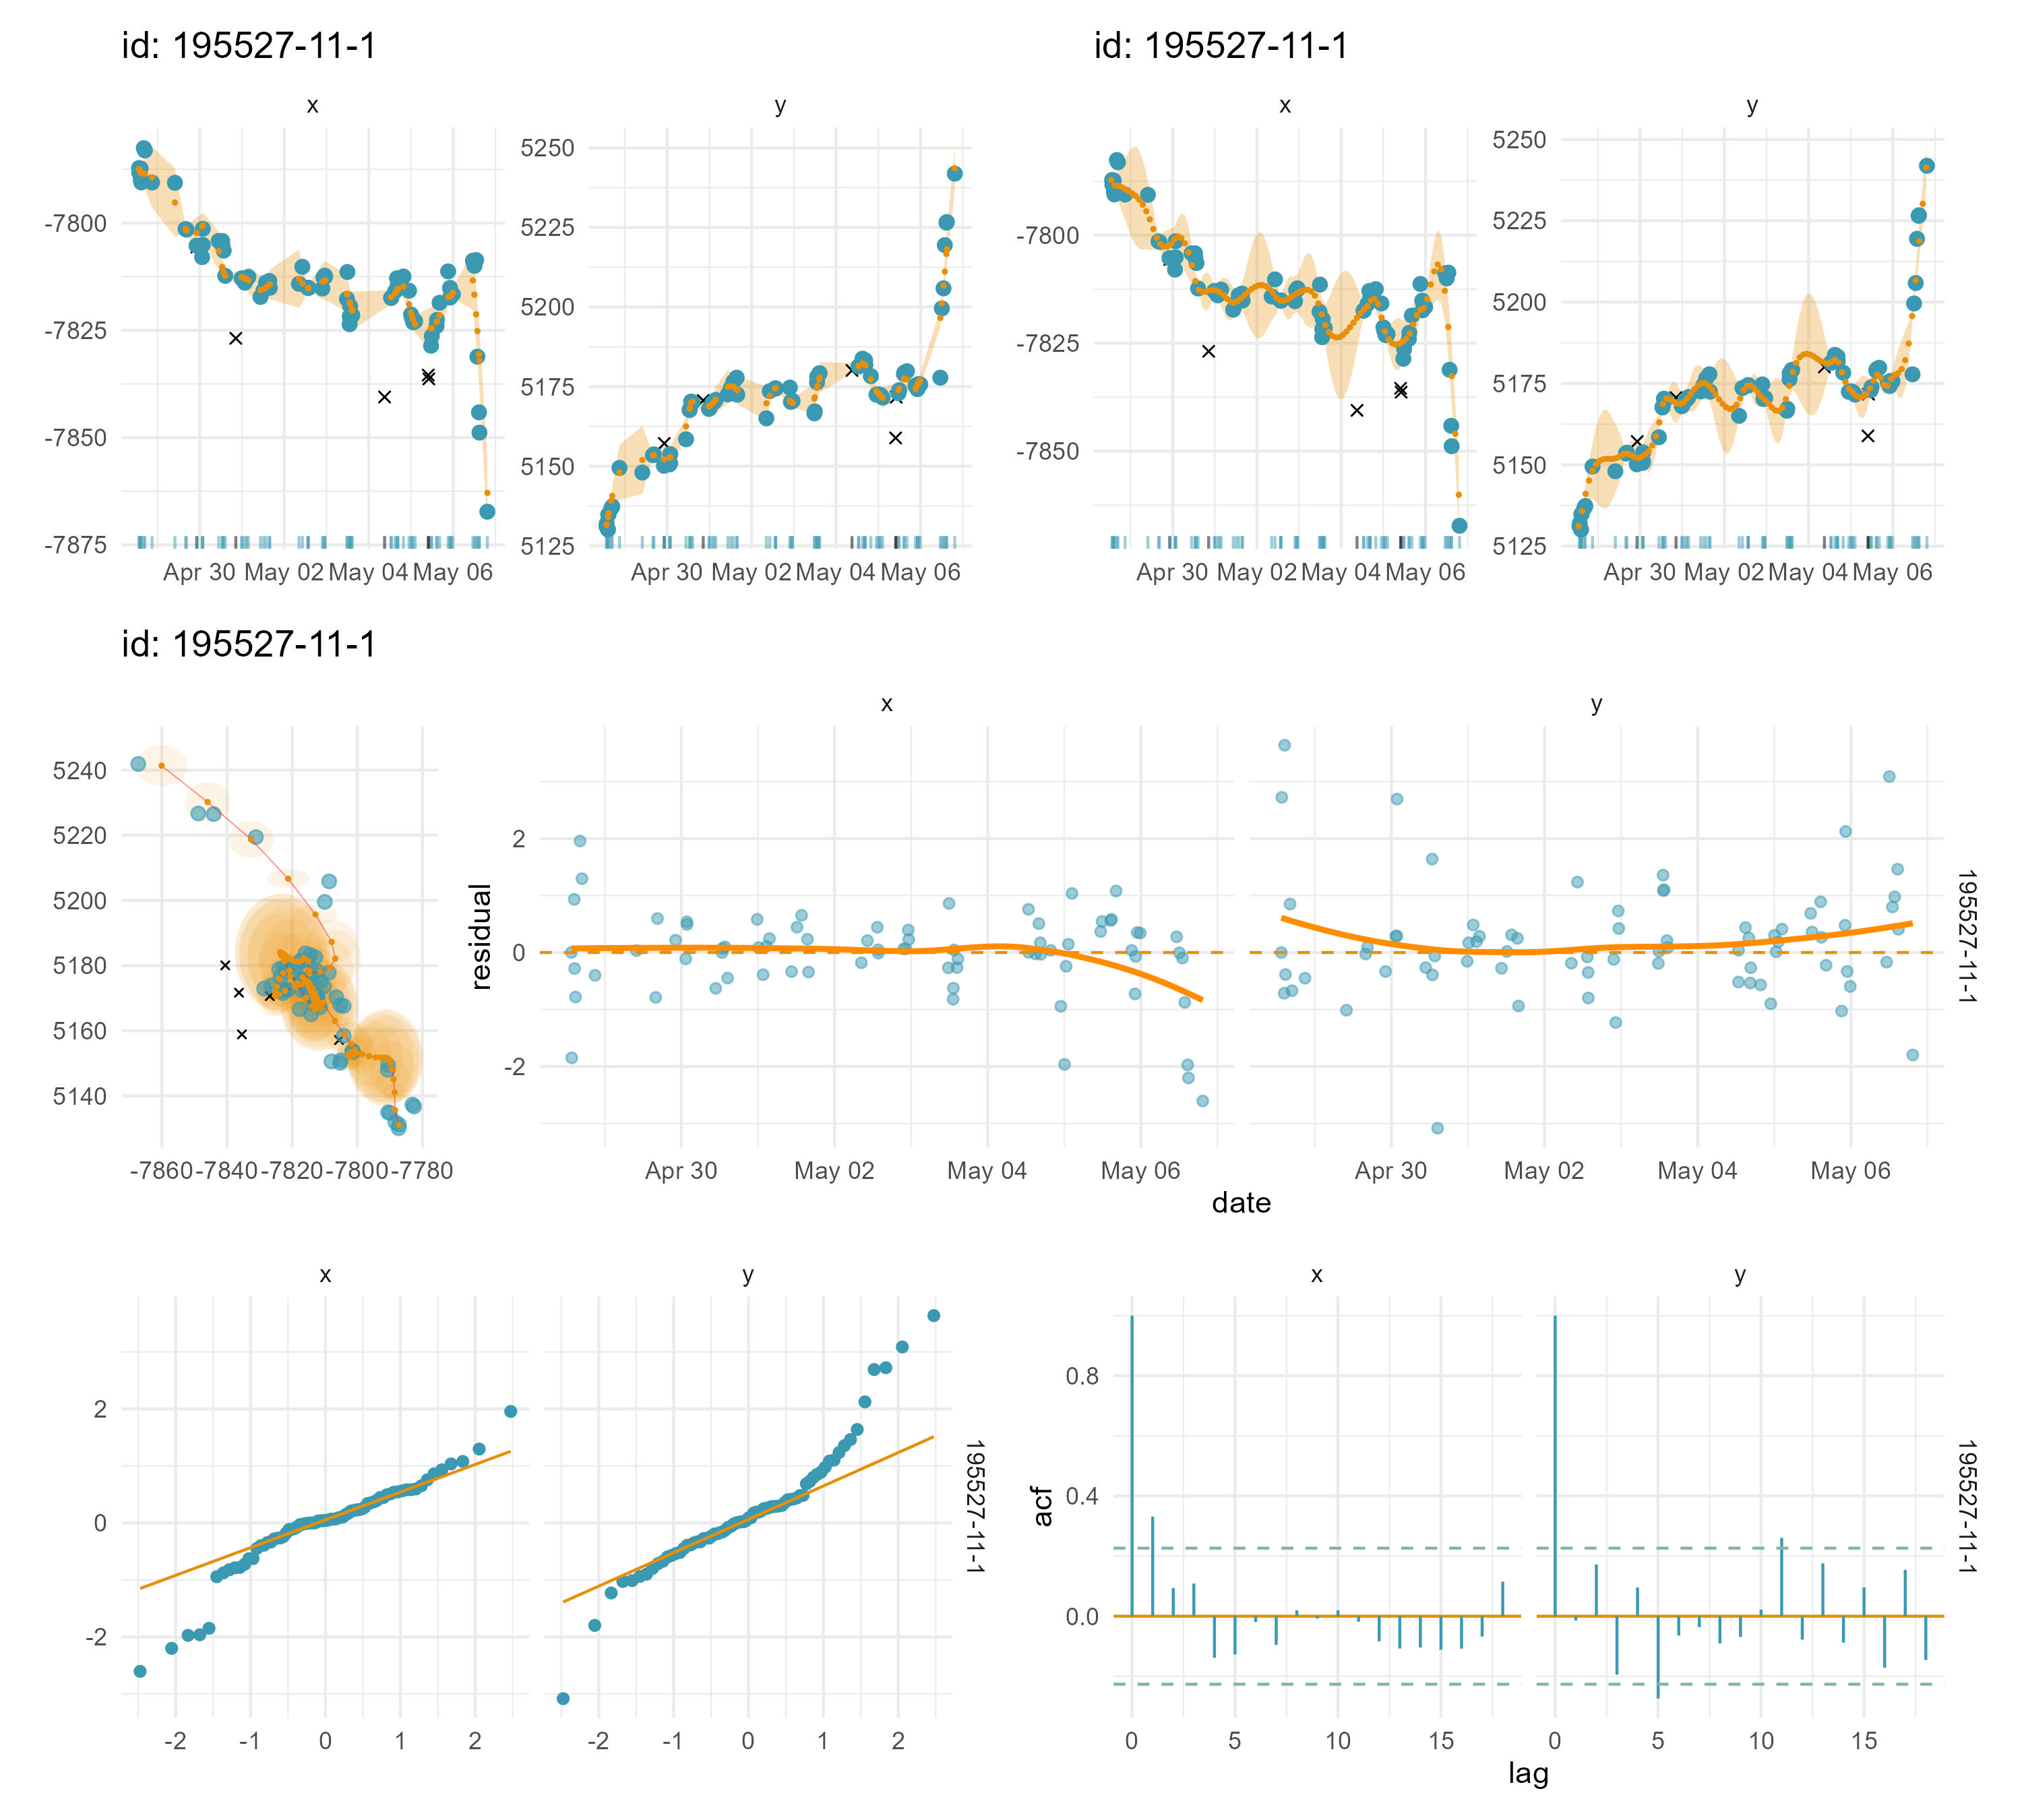 id: 195527-11-1
id: 195527-11-1
x
y
x
y
-7800
-7825
-7850
-7875
5250
5225
5200
5175
5150
5125
-7800
-7825
-7850
5250
5225
5200
5175
5150
5125
Apr 30 May 02 May 04 May 06
Apr 30 May 02 May 04 May 06
Apr 30 May 02 May 04 May 06
Apr 30 May 02 May 04 May 06
id: 195527-11-1
x
y
5240
5220
5200
5180
5160
5140
-7860 -7840 -7820 -7800 -7780
residual
2
0
-2
195527-11-1
Apr 30 May 02 May 04 May 06
Apr 30 May 02 May 04 May 06
date
x
y
x
y
2
0
-2
195527-11-1
acf
0.8
0.4
0.0
195527-11-1
-2 -1 0 1 2
-2 -1 0 1 2
0 5 10 15
0 5 10 15
lag